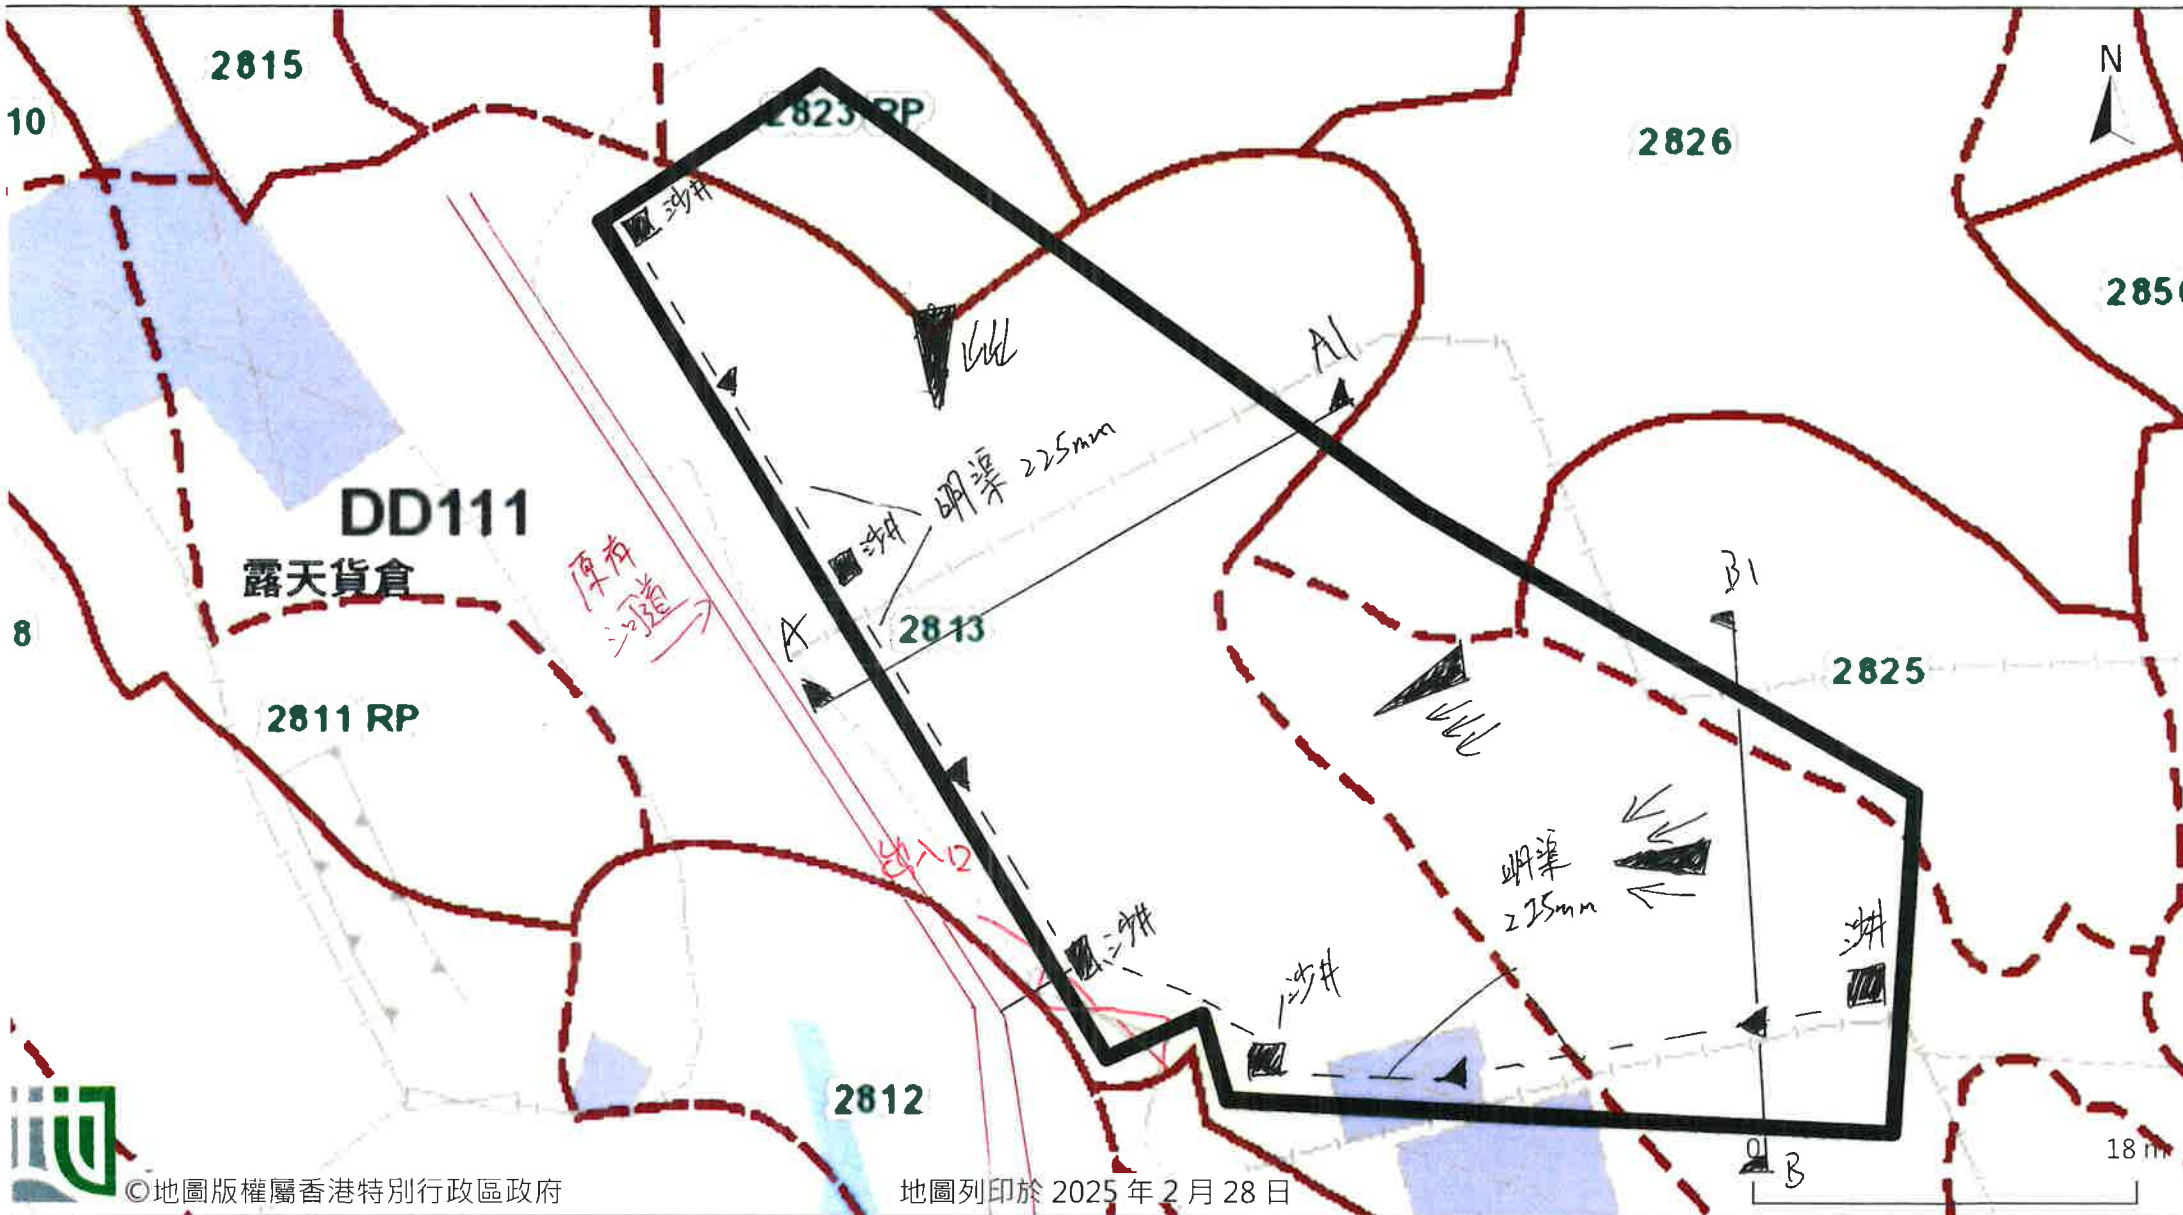 2815
10
2823 RP
N
2826
2856
沙井
A1
明渠 225mm
DD111
露天貨倉
沙井
原有
河道
B1
8
A
2813
2825
2811 RP
出入口
明渠
225mm
沙井
沙井
沙井
2812
0
18 m
B
©地圖版權屬香港特別行政區政府
地圖列印於 2025 年 2 月 28 日